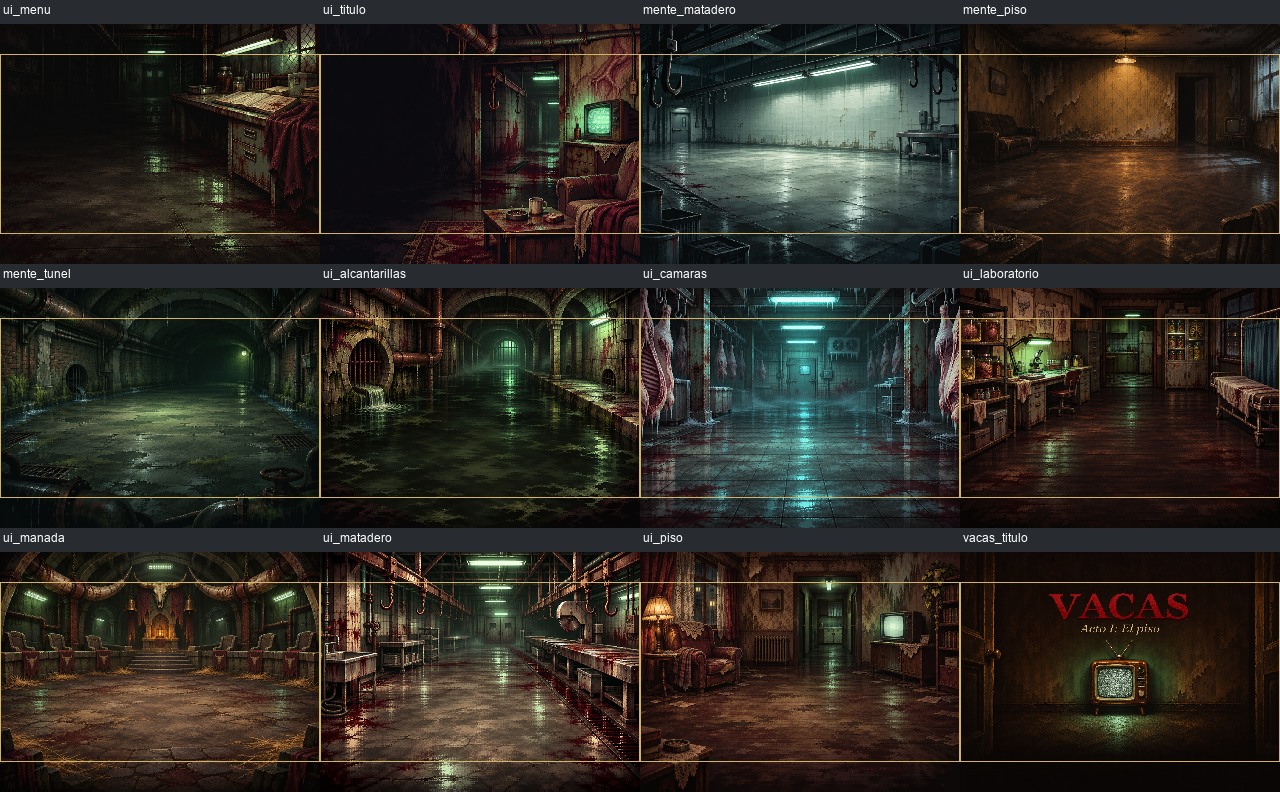 ui_menu
ui_titulo
mente_matadero
mente_piso
mente_tunel
ui_alcantarillas
ui_camaras
ui_laboratorio
ui_manada
ui_matadero
ui_piso
vacas_titulo
VACAS
Acto I: El piso